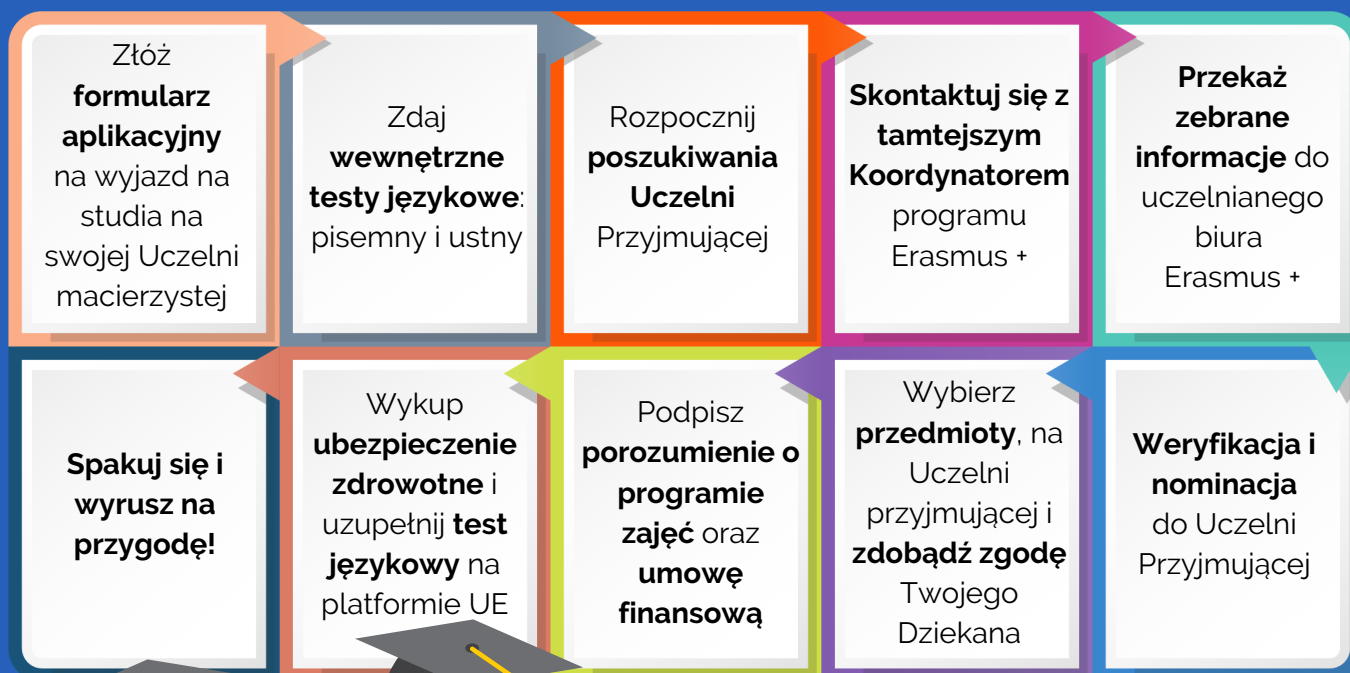 Złóż
formularz
aplikacyjny
na wyjazd na
studia na
swojej Uczelni
macierzystej
Zdaj
wewnętrzne
testy językowe:
pisemny i ustny
Rozpocznij
poszukiwania
Uczelni
Przyjmującej
Skontaktuj się z
tamtejszym
Koordynatorem
programu
Erasmus +
Przekaż
zebrane
informacje do
uczelnianego
biura
Erasmus +
Weryfikacja i
nominacja
do Uczelni
Przyjmującej
Wybierz
przedmioty, na
Uczelni
przyjmującej i
zdobądź zgodę
Twojego
Dziekana
Podpisz
porozumienie o
programie
zajęć oraz
umowę
finansową
Wykup
ubezpieczenie
zdrowotne i
uzupełnij test
językowy na
platformie UE
Spakuj się i
wyrusz na
przygodę!